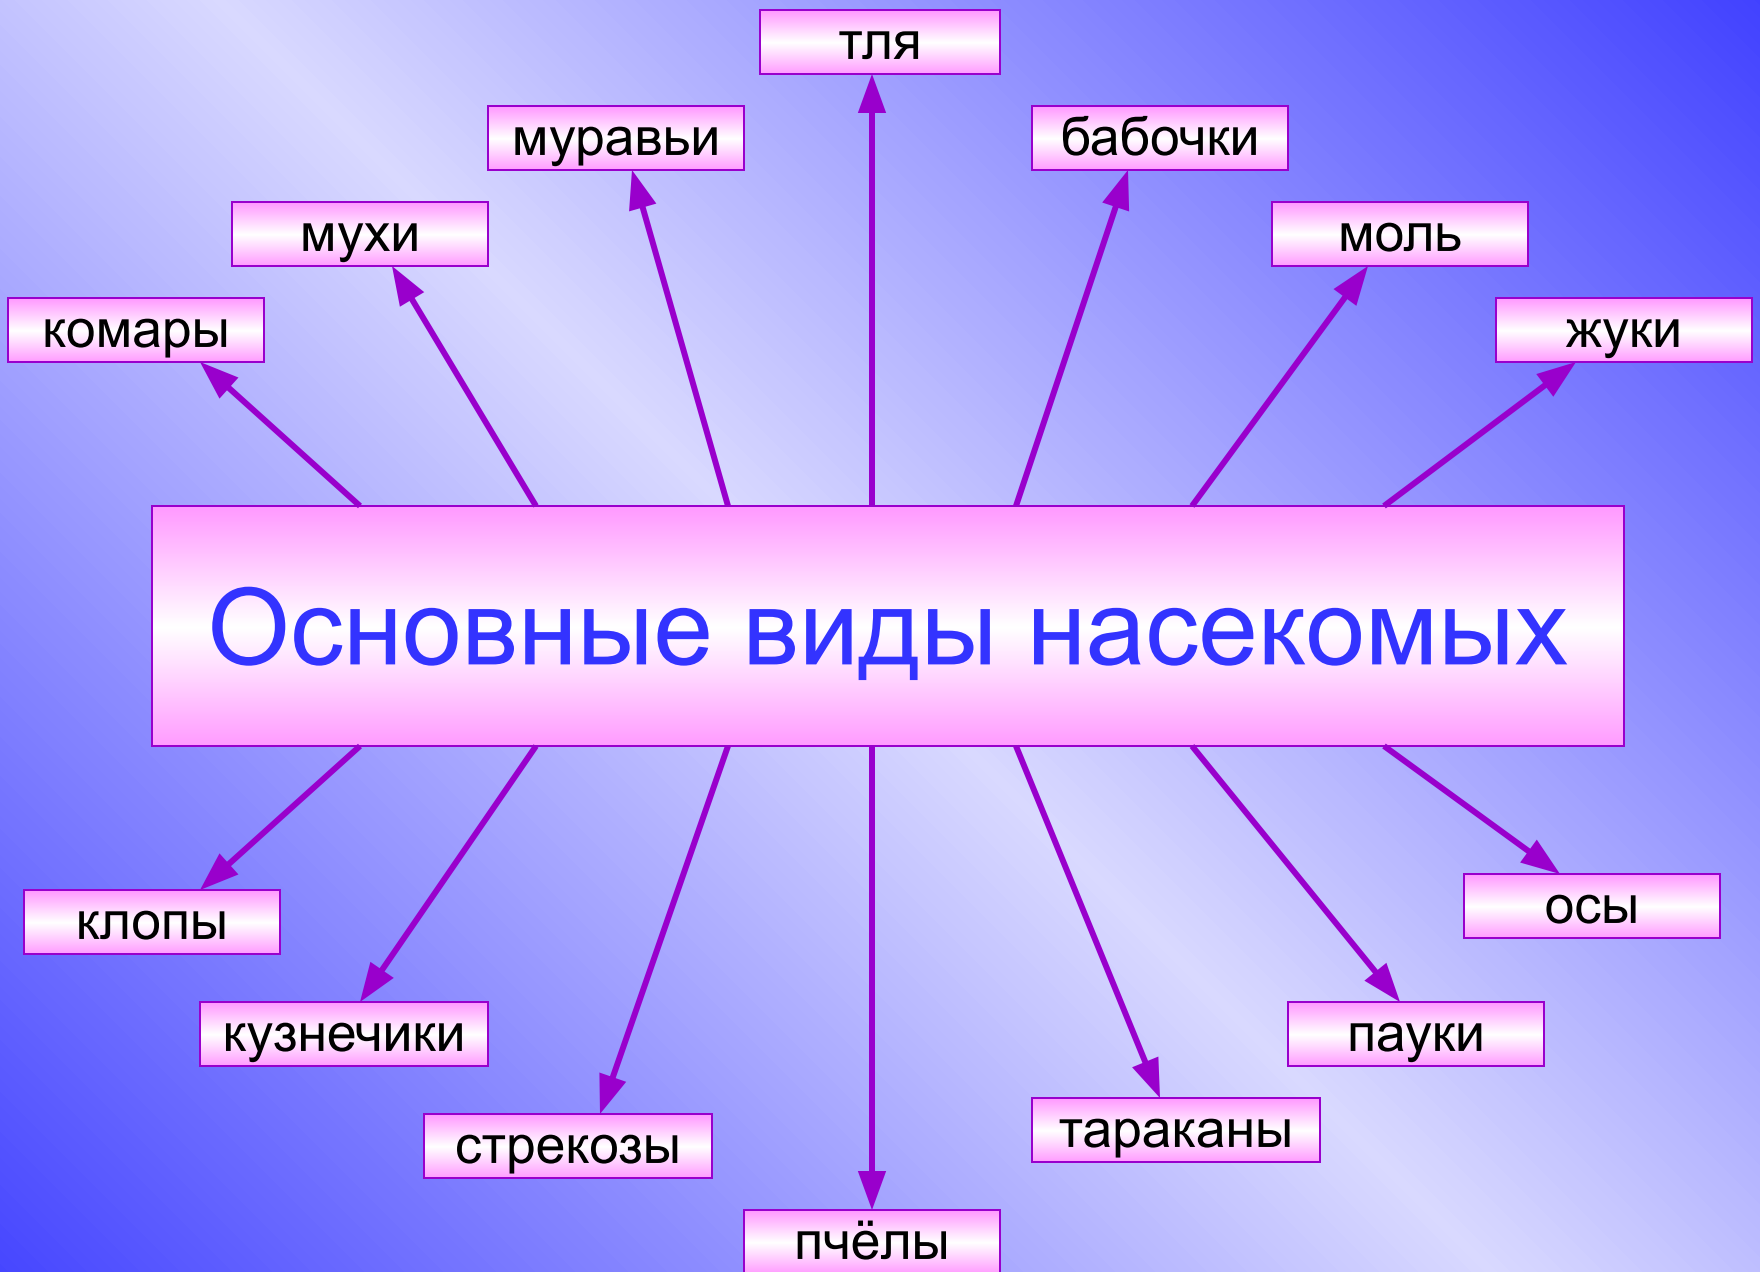 тля
муравьи
бабочки
мухи
моль
комары
жуки
Основные виды насекомых
клопы
осы
кузнечики
пауки
стрекозы
тараканы
пчёлы